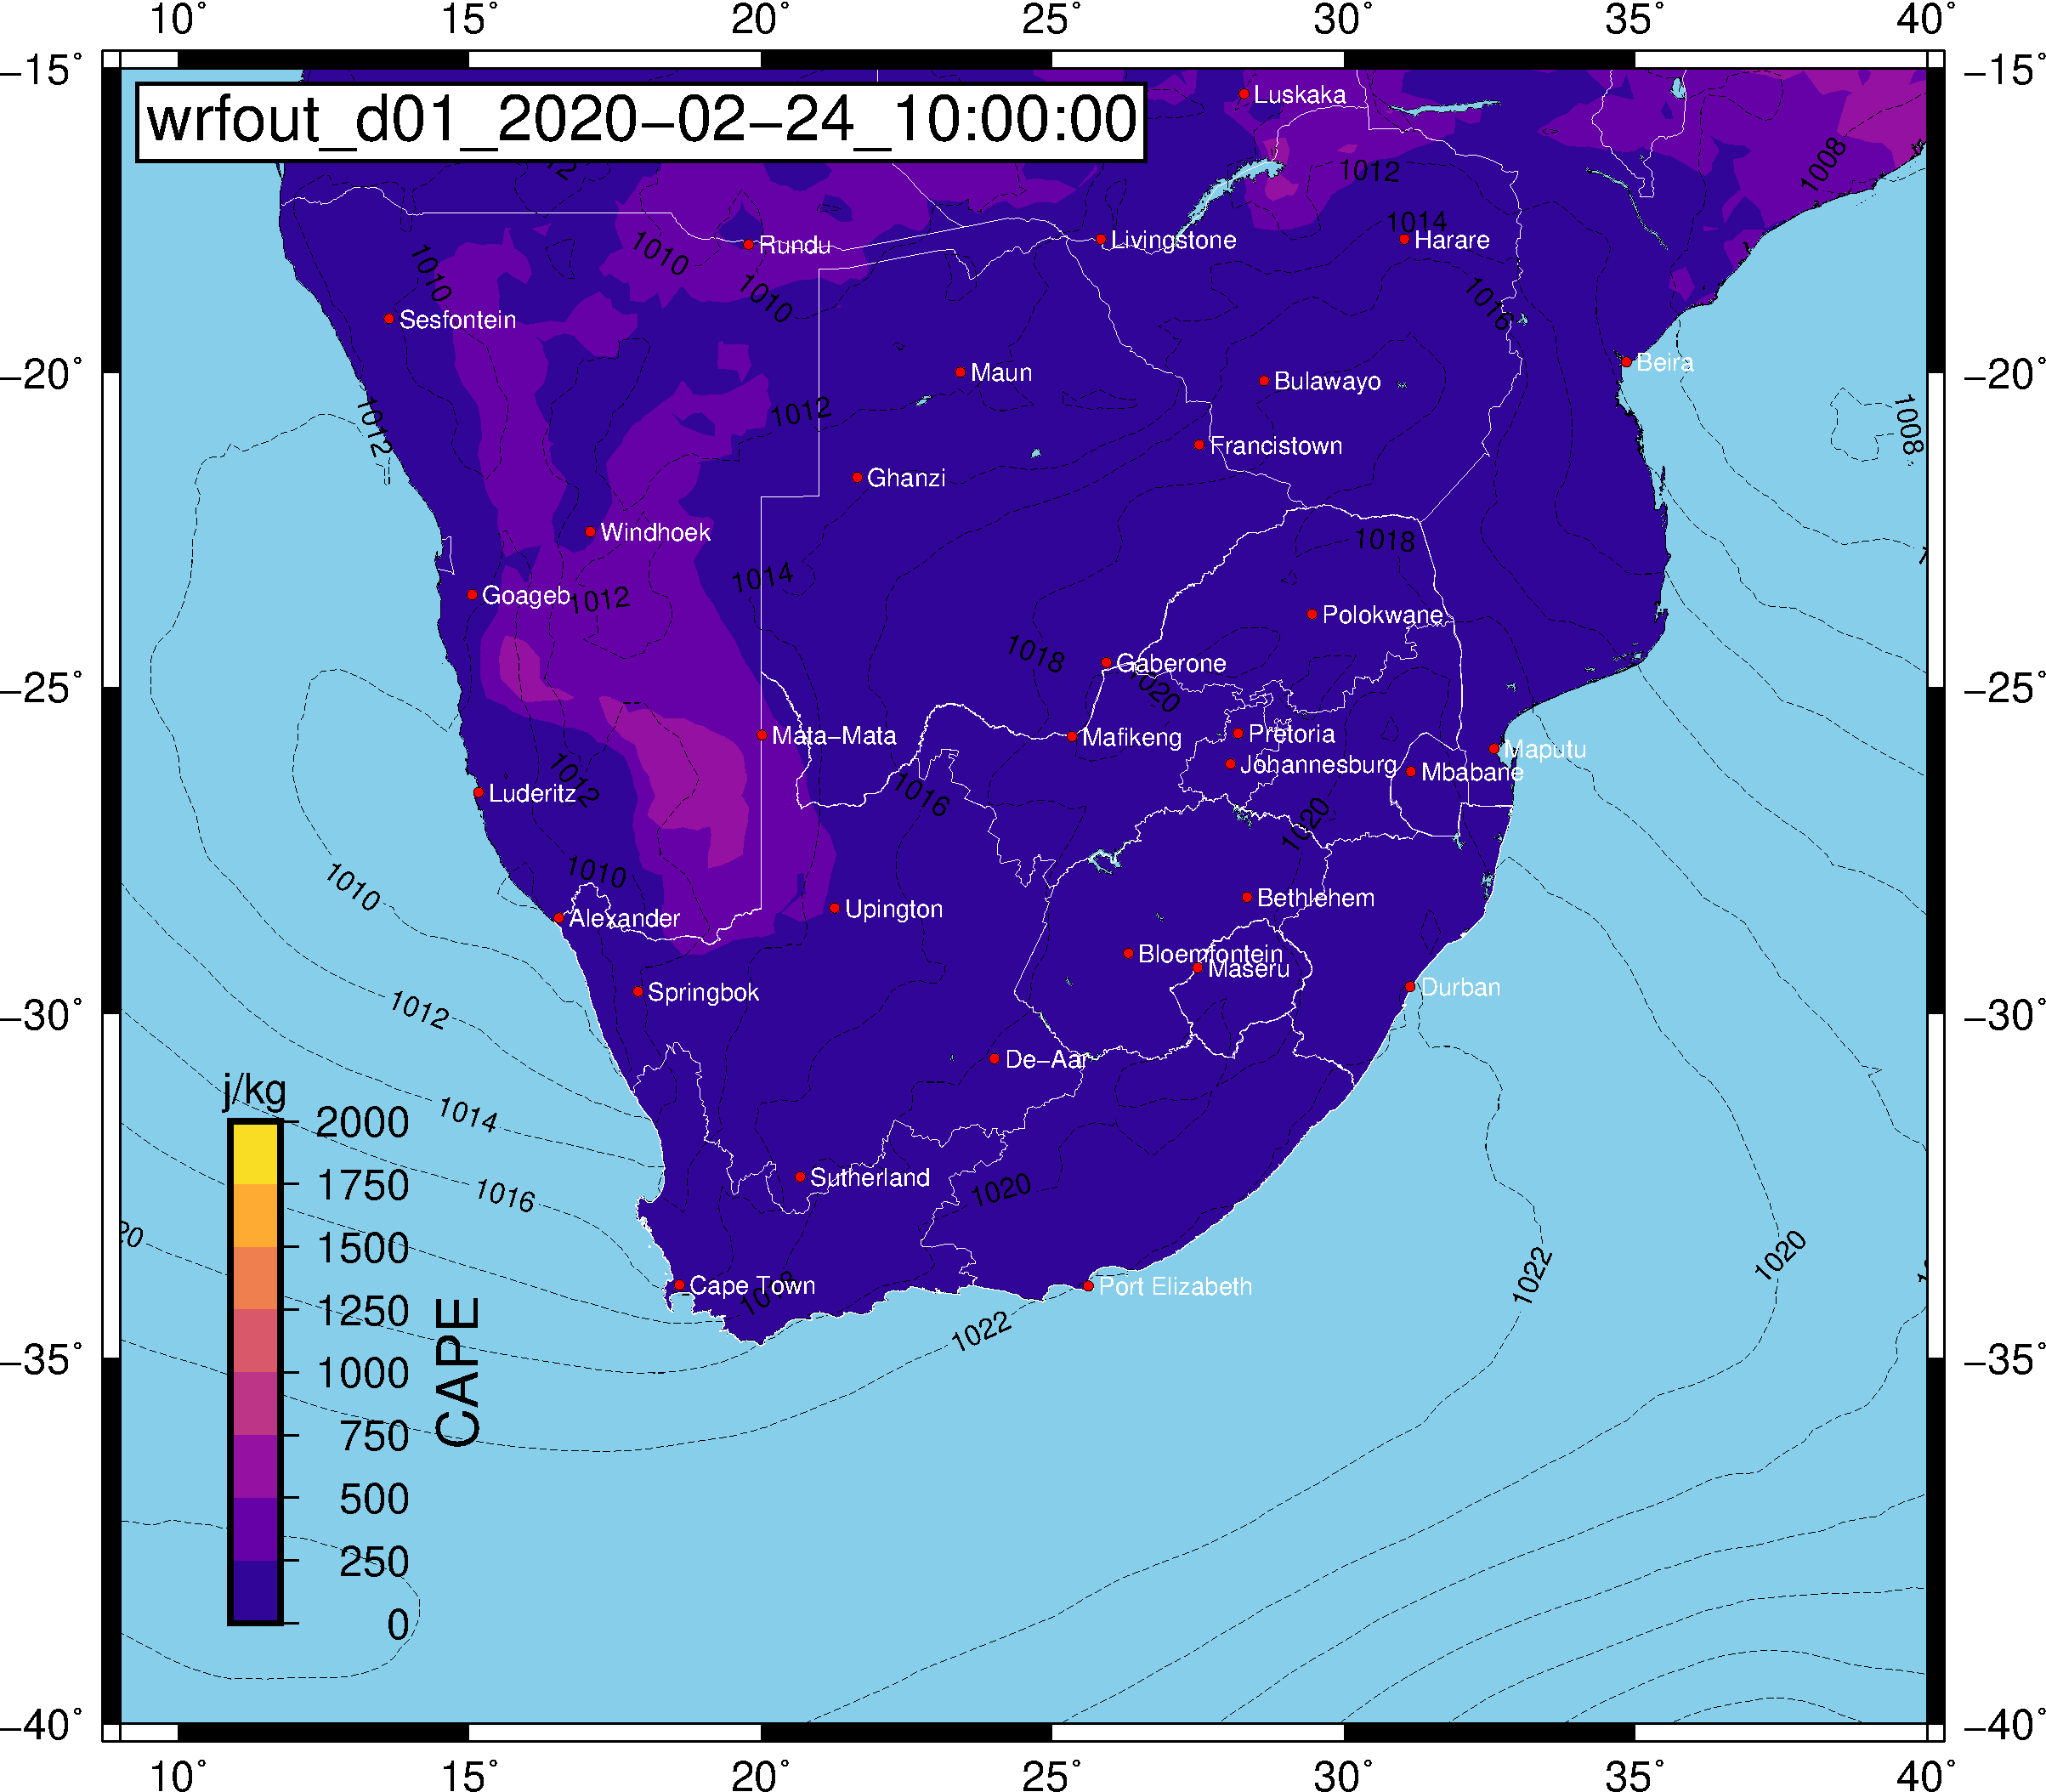 10° 15° 20° 25° 30° 35° 40°
−15° −15°
wrfout_d01_2020−02−24_10:00:00
Luskaka
1008
1012
1014
Rundu
Livingstone
Harare
1010
1010
1010
1016
Sesfontein
−20° −20°
Maun
Bulawayo
Beira
1012
1012
1008
Francistown
Ghanzi
Windhoek
1018
1014
Goageb
1012
Polokwane
1018
Gaberone
−25° −25°
1020
Mata−Mata
Mafikeng
Pretoria
Maputu
Johannesburg
Mbabane
1012
Luderitz
1016
1020
1010
1010
Bethlehem
Upington
Alexander
Bloemfontein
Maseru
Springbok
Durban
1012
−30° −30°
De−Aar
j/kg
1014
2000
1750
1500
1250
1000
750
500
250
0
CAPE
Sutherland
1016
1020
20
1022
1020
Cape Town
1018
Port Elizabeth
1022
−35° −35°
−40° −40°
10° 15° 20° 25° 30° 35° 40°